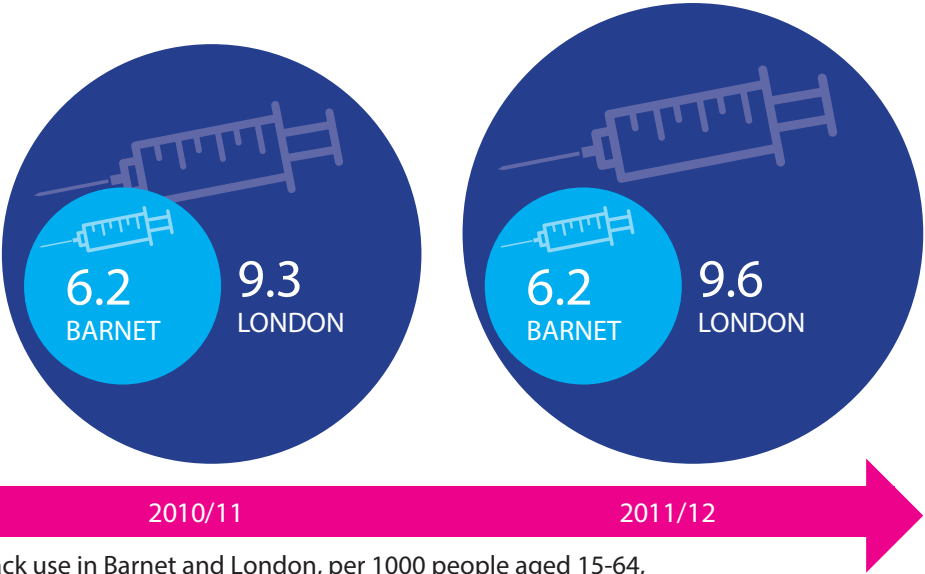 6.2
BARNET
9.3
LONDON
6.2
BARNET
9.6
LONDON
2010/11
2011/12
use in Barnet and London, per 1000 people aged 15-64,